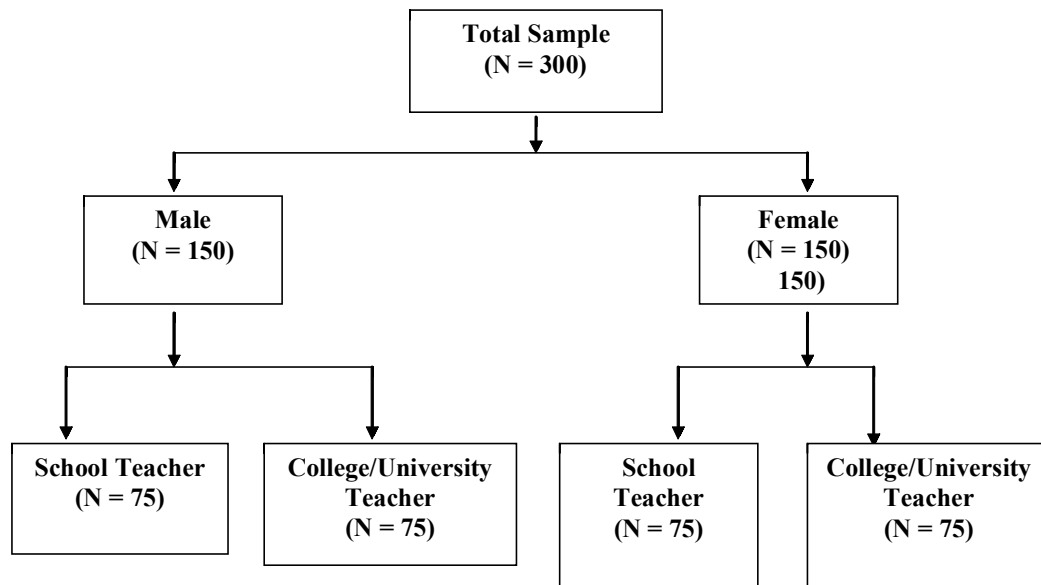 Total Sample
(N = 300)
Male
(N = 150)
Female
(N = 150)
150)
School Teacher
(N = 75)
College/University
Teacher
(N = 75)
School
Teacher
(N = 75)
College/University
Teacher
(N = 75)